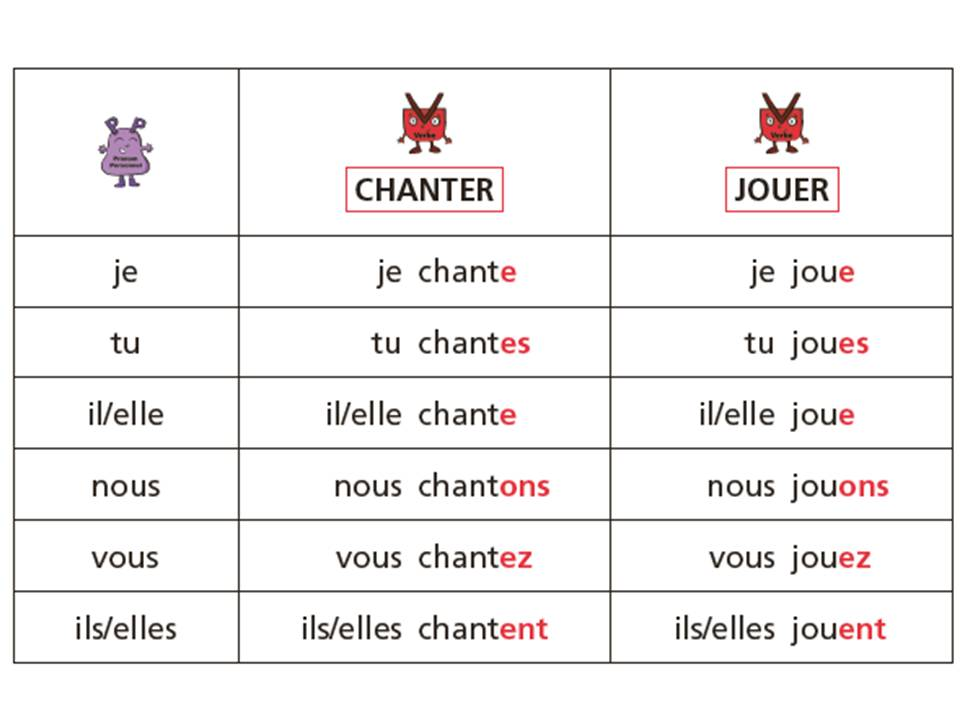 Pronom
Personnel
Verbe
CHANTER
Verbe
JOUER
je je chante je joue
tu tu chantes tu joues
il/elle il/elle chante il/elle joue
nous nous chantons nous jouons
vous vous chantez vous jouez
ils/elles ils/elles chantent ils/elles jouent